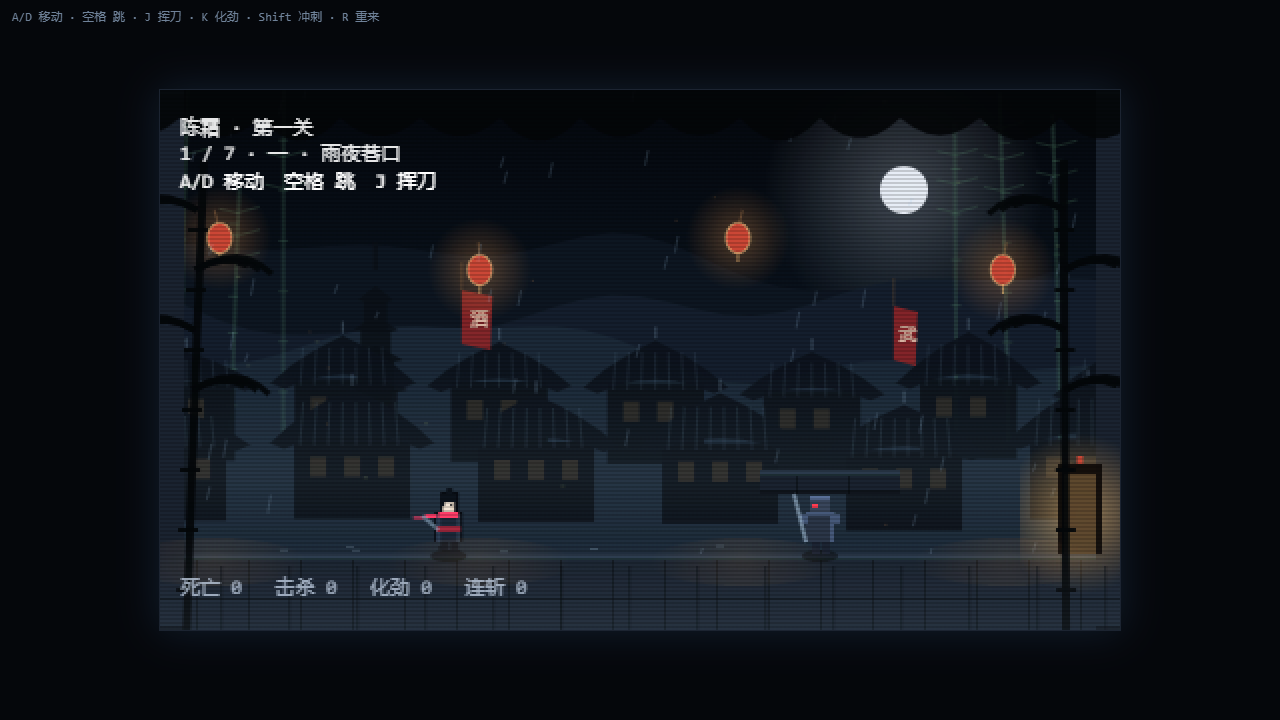 A/D 移动 · 空格 跳 · J 挥刀 · K 化劲 · Shift 冲刺 · R 重来
陈霜 · 第一关
1 / 7 · 一 · 雨夜巷口
A/D 移动 空格 跳 J 挥刀
酒
武
死亡 0 击杀 0 化劲 0 连斩 0